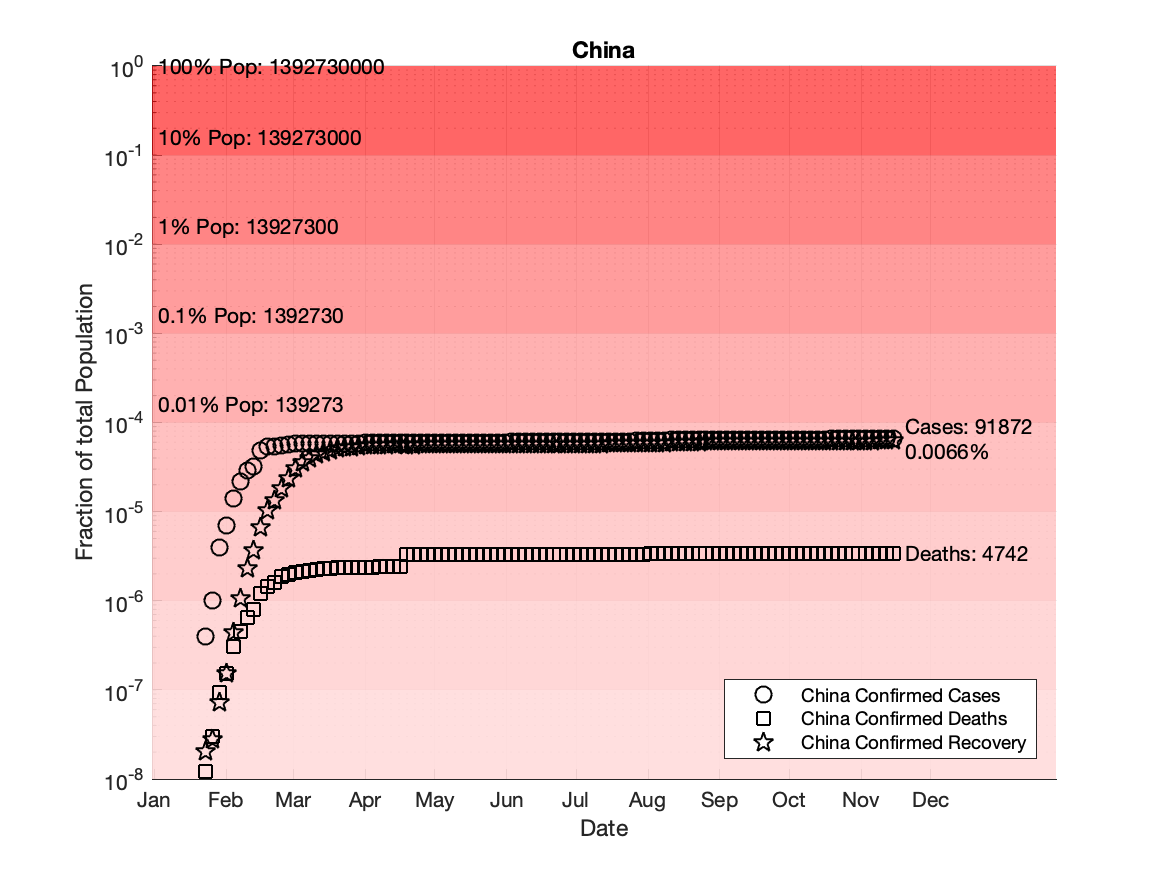 China
10^0
100% Pop: 1392730000
10% Pop: 139273000
10^-1
1% Pop: 13927300
10^-2
0.1% Pop: 1392730
10^-3
0.01% Pop: 139273
10^-4
Cases: 91872
0.0066%
10^-5
Deaths: 4742
10^-6
10^-7
10^-8
Fraction of total Population
China Confirmed Cases
China Confirmed Deaths
China Confirmed Recovery
Jan Feb Mar Apr May Jun Jul Aug Sep Oct Nov Dec
Date